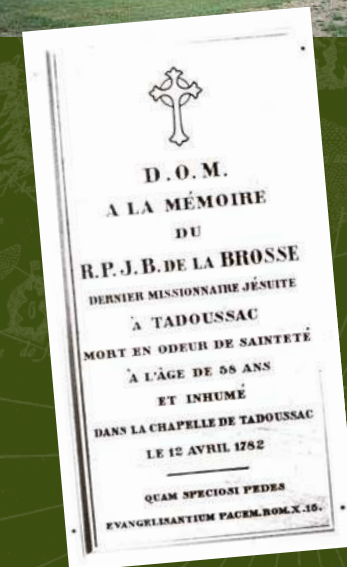 D.O.M.
A LA MÉMOIRE
DU
R.P.J.B. DE LA BROSSE
DERNIER MISSIONNAIRE JÉSUITE
À TADOUSSAC
MORT EN ODEUR DE SAINTETÉ
À L'ÂGE DE 58 ANS
ET INHUMÉ
DANS LA CHAPELLE DE TADOUSSAC
LE 12 AVRIL 1782
QUAM SPECIOSI PEDES
EVANGELISANTIUM PACEM.ROM.X.15.